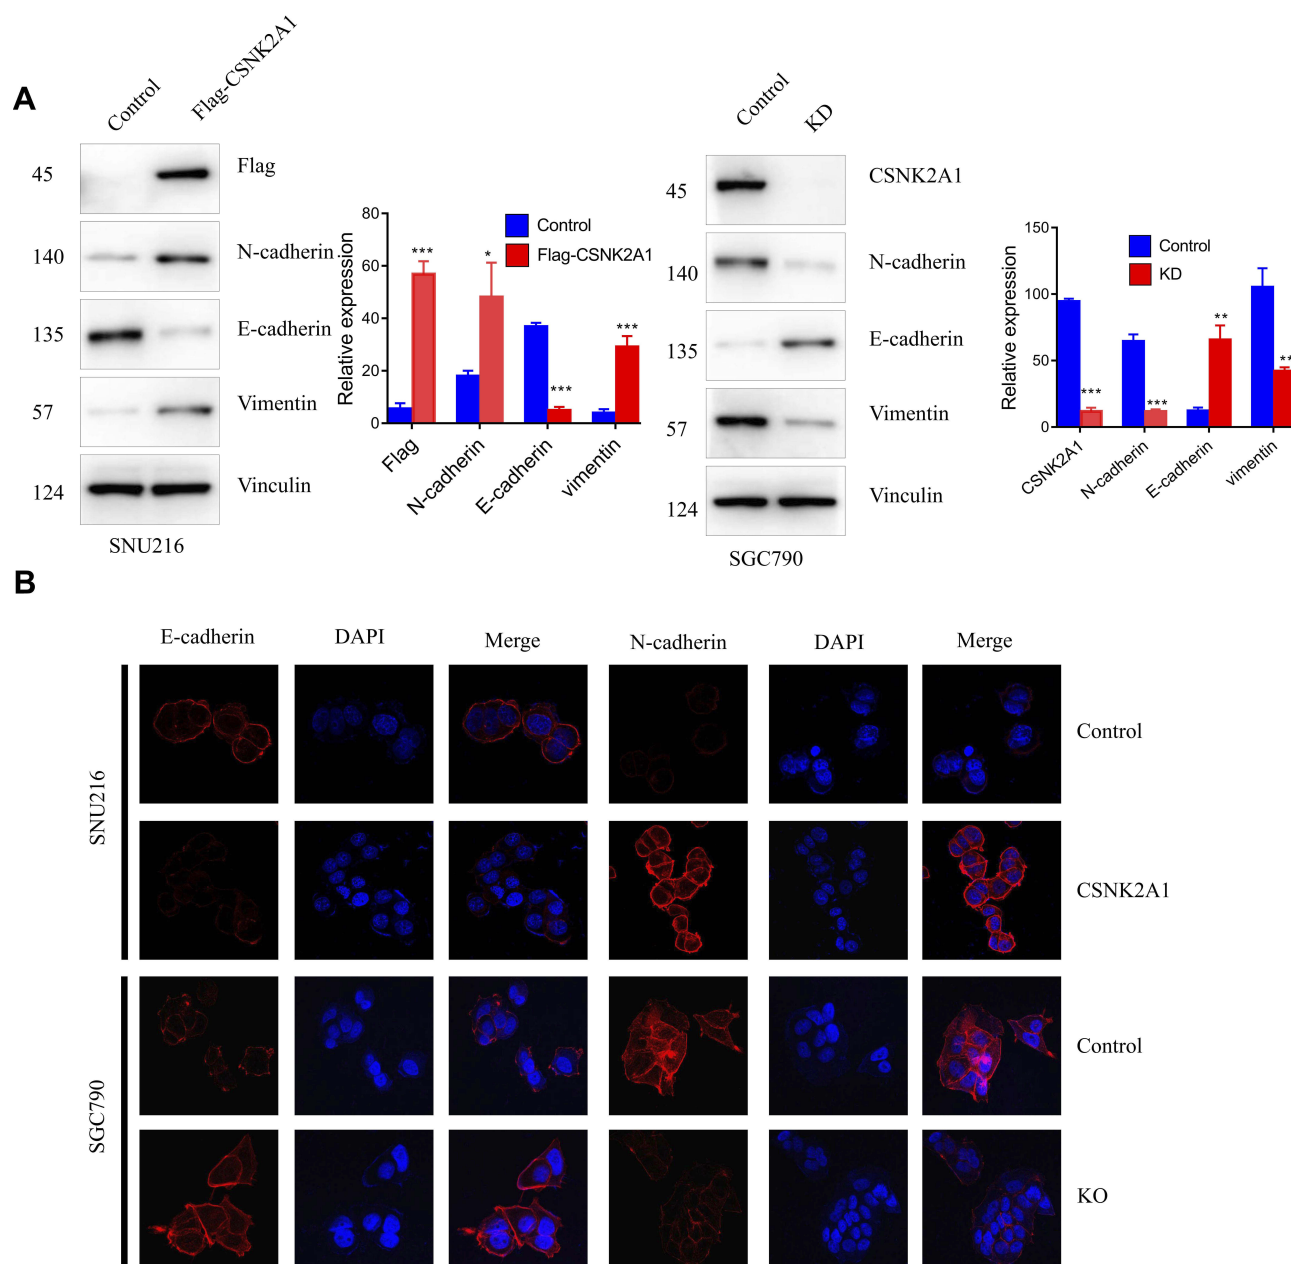 A
Control
Flag-CSNK2A1
45
Flag
140
N-cadherin
135
E-cadherin
57
Vimentin
124
Vinculin
SNU216
Relative expression
80
60
40
20
0
Control
Flag-CSNK2A1
***
*
***
***
Flag
N-cadherin
E-cadherin
vimentin
Control
KD
45
CSNK2A1
140
N-cadherin
135
E-cadherin
57
Vimentin
124
Vinculin
SGC790
Relative expression
150
100
50
0
Control
KD
***
***
**
**
CSNK2A1
N-cadherin
E-cadherin
vimentin
B
E-cadherin
DAPI
Merge
N-cadherin
DAPI
Merge
SNU216
Control
CSNK2A1
SGC790
Control
KO